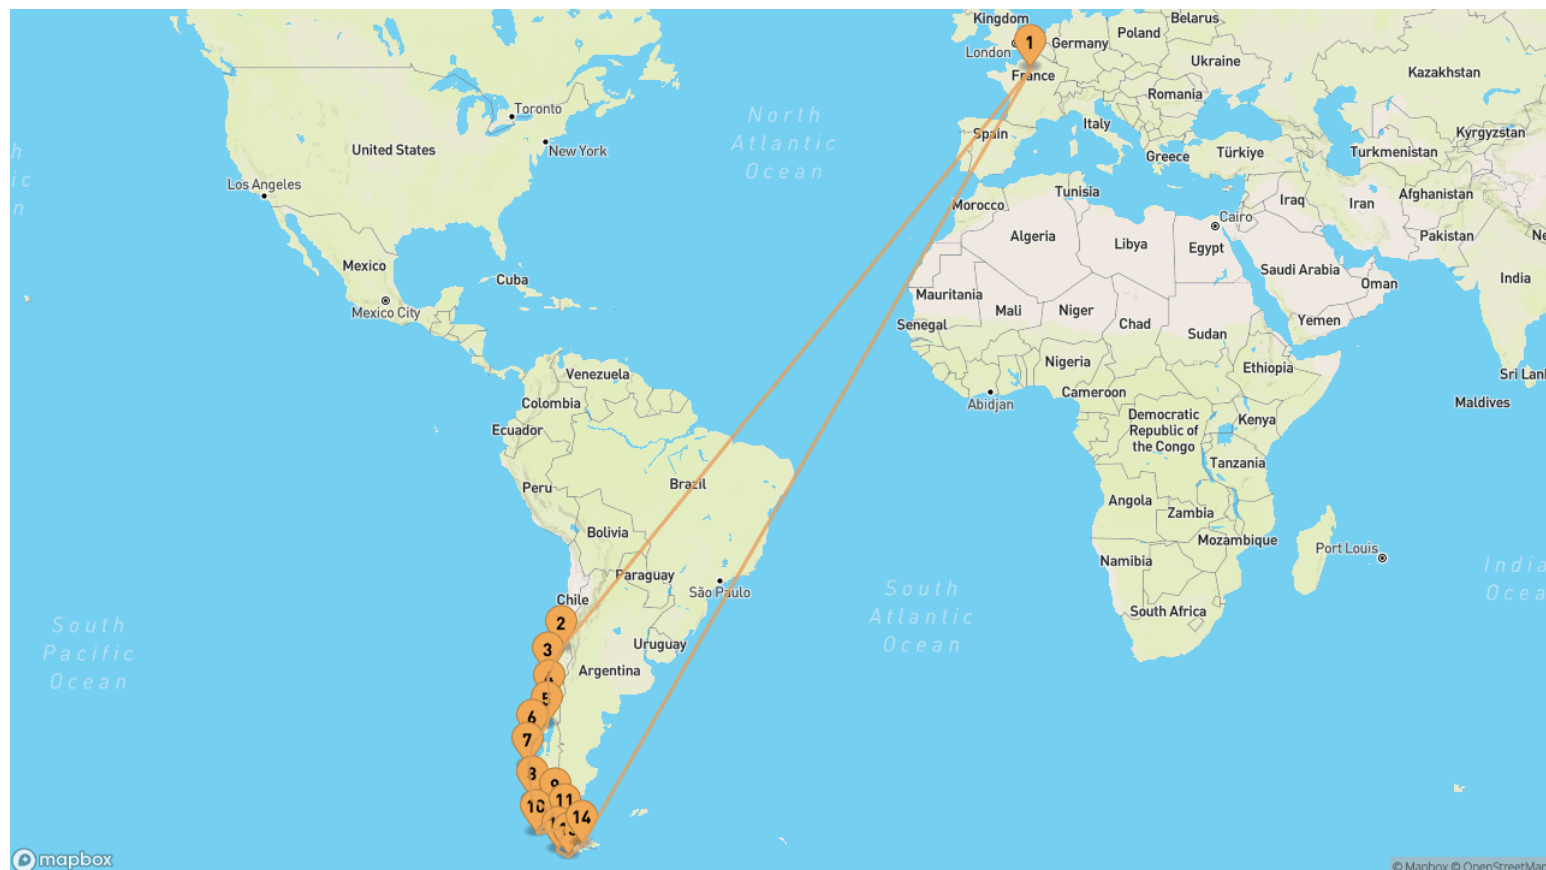 Kingdom
Belarus
London
1
Germany
Poland
France
Ukraine
Kazakhstan
Romania
Toronto
North
Atlantic
Ocean
Spain
Italy
Kyrgyzstan
United States
New York
Greece
Türkiye
Turkmenistan
Los Angeles
Tunisia
Afghanistan
Morocco
Iraq
Iran
Cairo
Algeria
Libya
Egypt
Pakistan
Mexico
Cuba
Saudi Arabia
Oman
India
Mauritania
Mali
Niger
Mexico City
Senegal
Chad
Sudan
Yemen
Venezuela
Nigeria
Ethiopia
Colombia
Abidjan
Cameroon
Maldives
Ecuador
Democratic
Republic of
the Congo
Kenya
Tanzania
Peru
Brazil
Angola
Zambia
Bolivia
Mozambique
Port Louis
Namibia
Paraguay
São Paulo
Chile
South
Atlantic
Ocean
South Africa
South
Pacific
Ocean
2
3
Uruguay
Argentina
5
6
7
8
9
10
11
14
mapbox
© Mapbox © OpenStreetMap